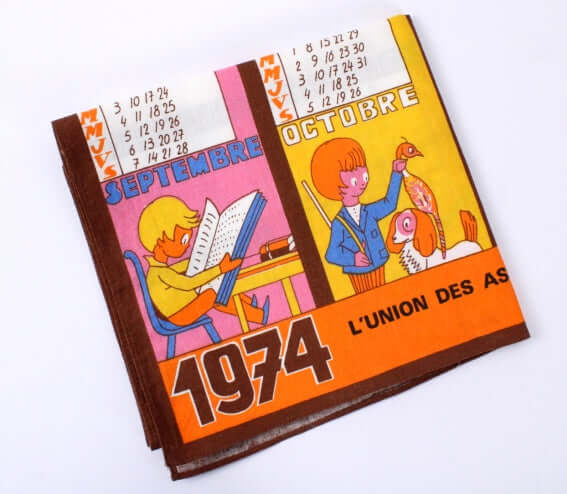 M 3 10 17 24
M 4 11 18 25
J 5 12 19 26
V 6 13 20 27
S 7 14 21 28
SEPTEMBRE
1 8 15 22 29
M 2 9 16 23 30
M 3 10 17 24 31
J 4 11 18 25
V 5 12 19 26
S
OCTOBRE
1974
L'UNION DES AS